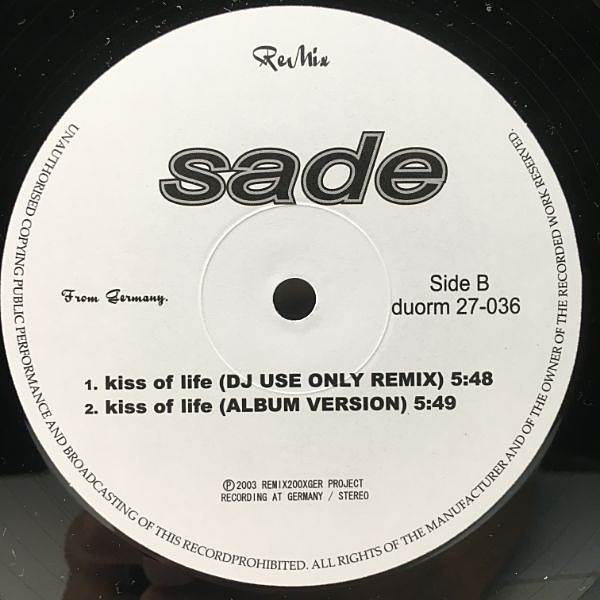 ReMix
sade
From Germany.
Side B
duorm 27-036
1. kiss of life (DJ USE ONLY REMIX) 5:48
2. kiss of life (ALBUM VERSION) 5:49
Ⓟ2003 REMIX200XGER PROJECT
RECORDING AT GERMANY / STEREO
UNAUTHORISED COPYING PUBLIC PERFORMANCE AND BROADCASTING OF THIS RECORDPROHIBITED. ALL RIGHTS OF THE MANUFACTURER AND OF THE OWNER OF THE RECORDED WORK RESERVED.